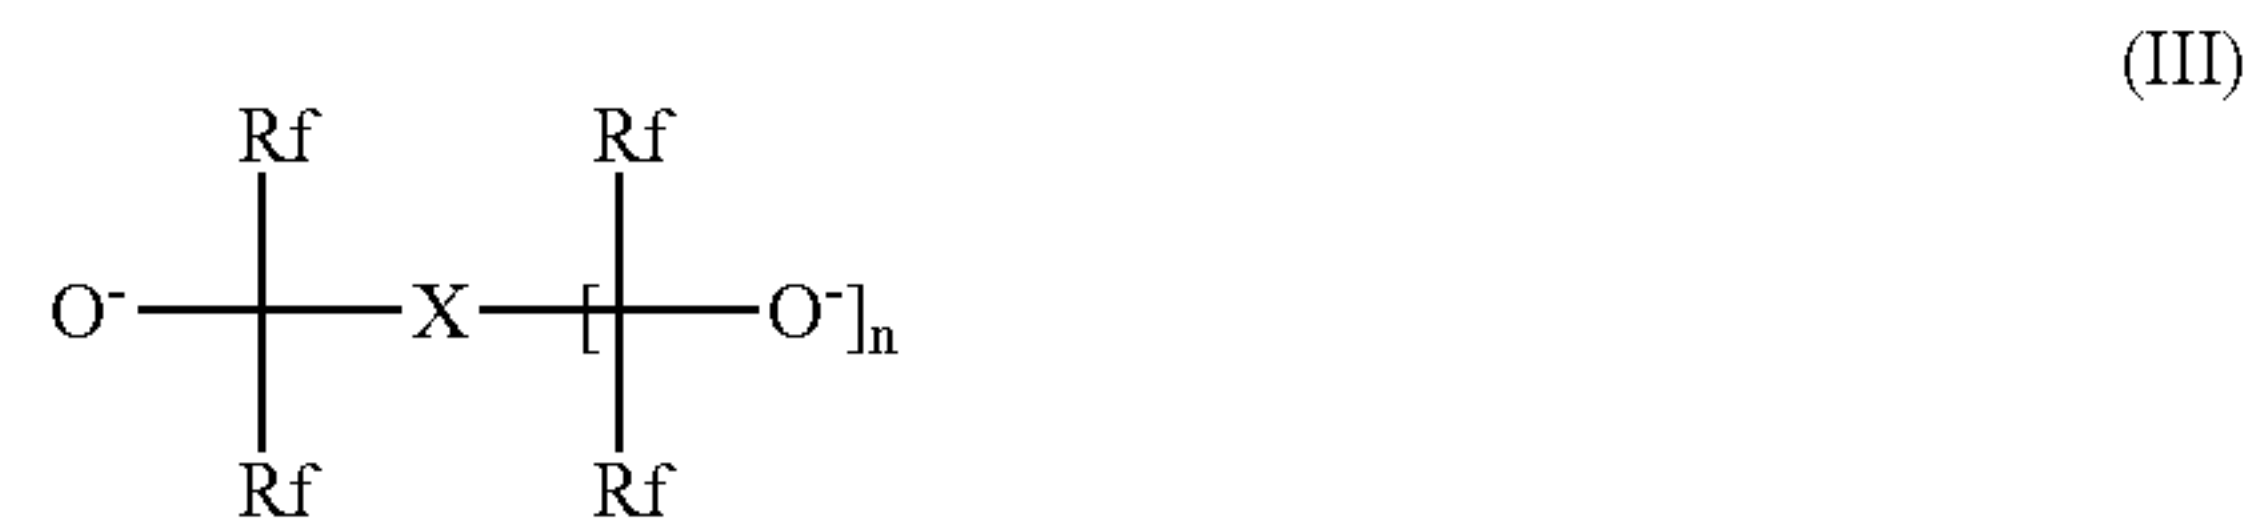 (III)
Rf Rf
O- X [ O- ]n
Rf Rf